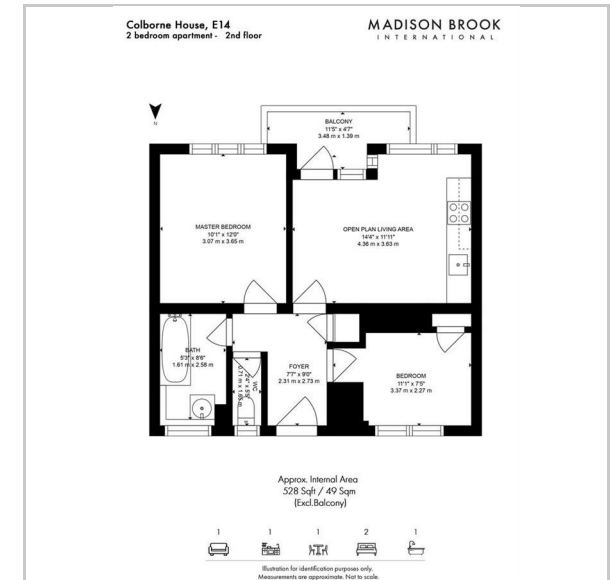 Colborne House, E14
2 bedroom apartment -   2nd floor
MADISON BROOK
INTERNATIONAL
N
BALCONY
11'5" x 4'7"
3.48 m x 1.39 m
MASTER BEDROOM
10'1" x 12'0"
3.07 m x 3.65 m
OPEN PLAN LIVING AREA
14'4" x 11'11"
4.36 m x 3.63 m
BATH
5'3" x 8'6"
1.61 m x 2.58 m
WC
FOYER
7'7" x 9'0"
2.31 m x 2.73 m
BEDROOM
11'1" x 7'5"
3.37 m x 2.27 m
Approx. Internal Area
528 Sqft / 49 Sqm
(Excl.Balcony)
1 1 1 2 1
Illustration for identification purposes only.
Measurements are approximate. Not to scale.